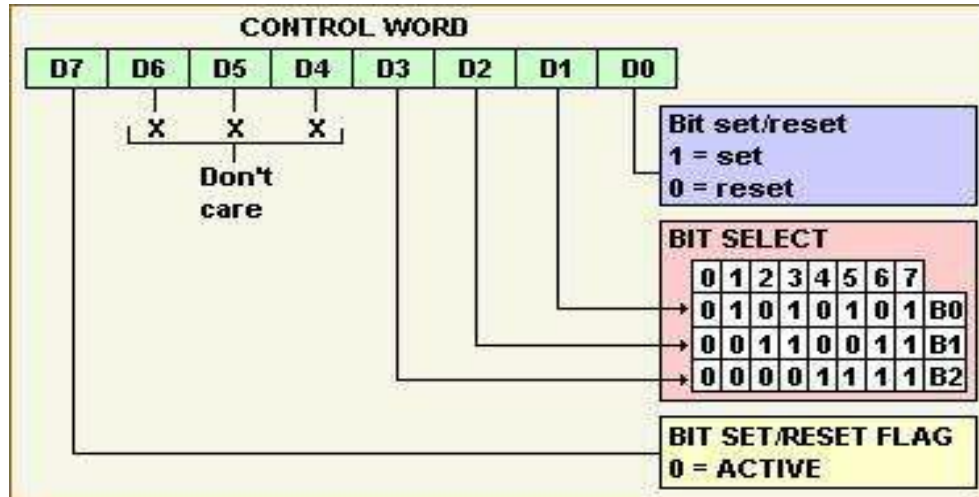 CONTROL WORD
D7 D6 D5 D4 D3 D2 D1 D0
X X X
Don't
care
Bit set/reset
1 = set
0 = reset
BIT SELECT
0 1 2 3 4 5 6 7
0 1 0 1 0 1 0 1 B0
0 0 1 1 0 0 1 1 B1
0 0 0 0 1 1 1 1 B2
BIT SET/RESET FLAG
0 = ACTIVE